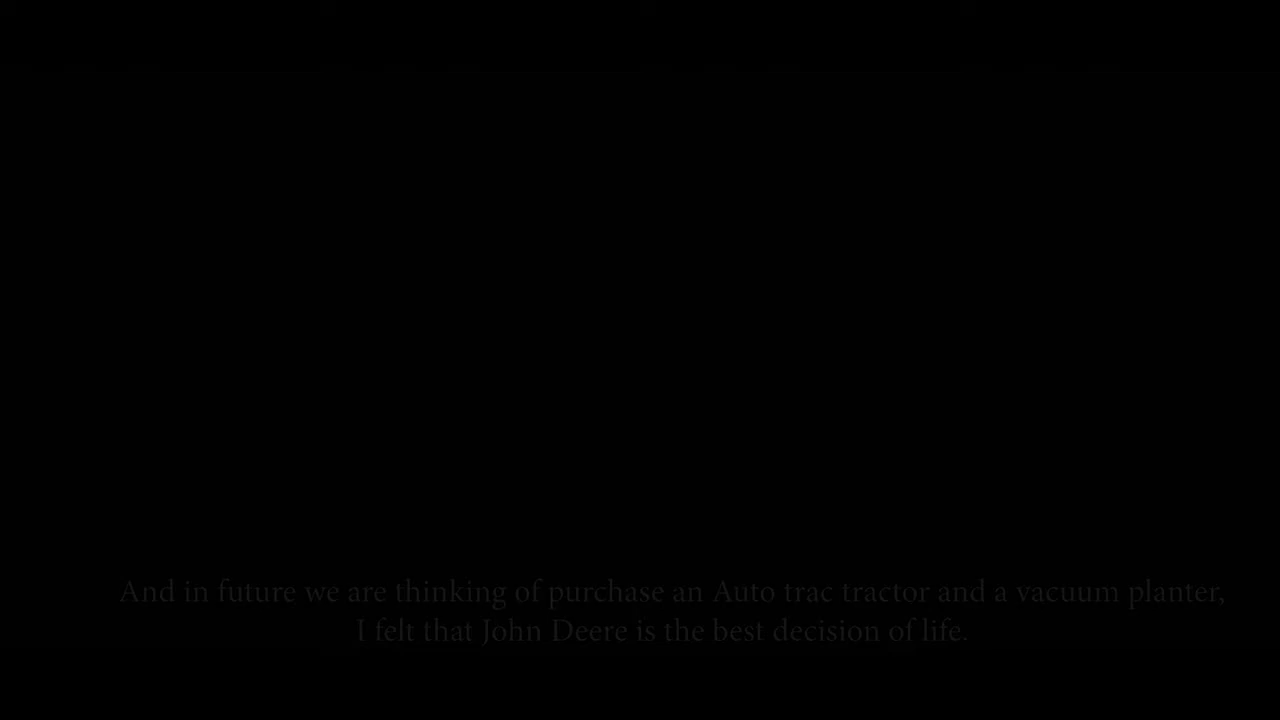 And in future we are thinking of purchase an Auto trac tractor and a vacuum planter,
I felt that John Deere is the best decision of life.